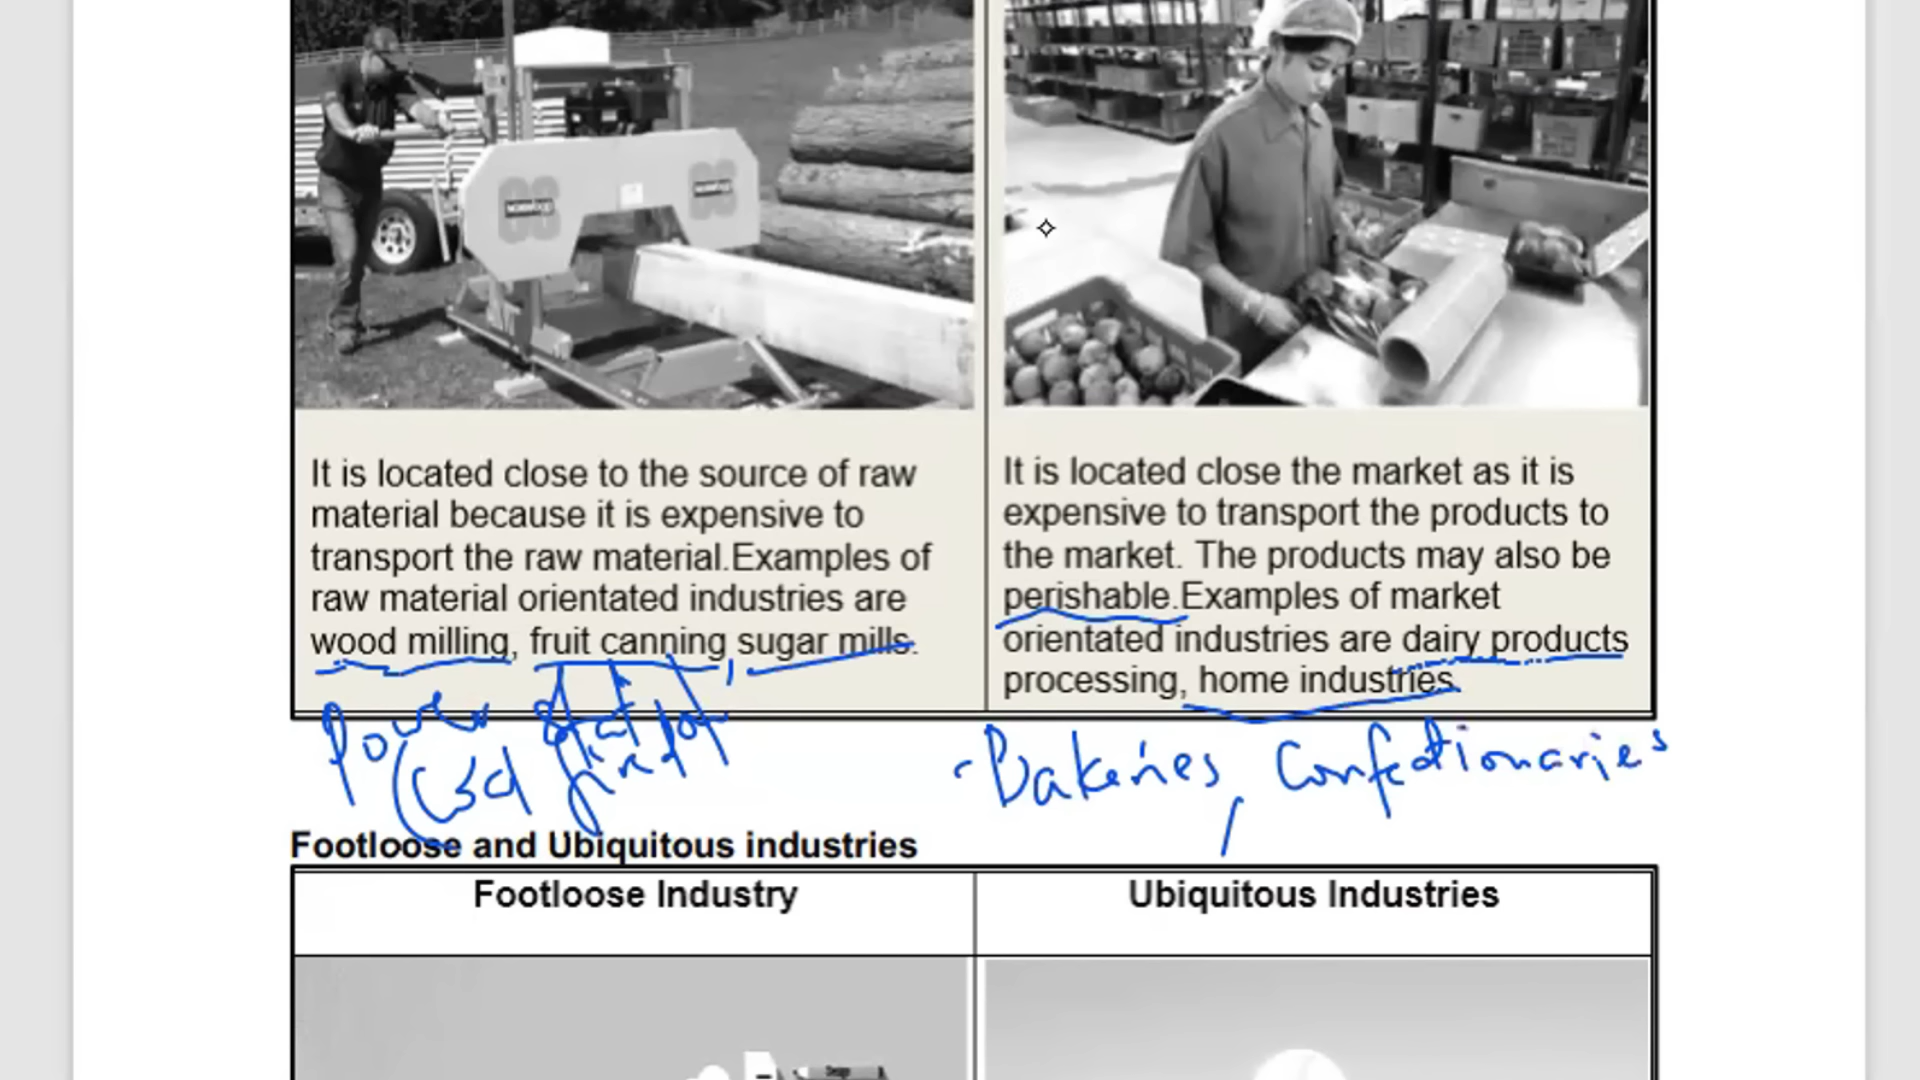 It is located close to the source of raw
material because it is expensive to
transport the raw material.Examples of
raw material orientated industries are
wood milling, fruit canning sugar mills.
It is located close the market as it is
expensive to transport the products to
the market. The products may also be
perishable.Examples of market
orientated industries are dairy products
processing, home industries.
Power
Bakeries, Confectionaries
Footloose and Ubiquitous industries
Footloose Industry
Ubiquitous Industries